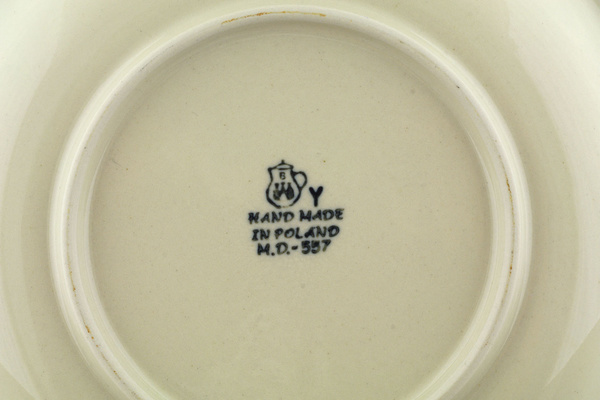 B
Y
HAND MADE
IN POLAND
M.D.-557